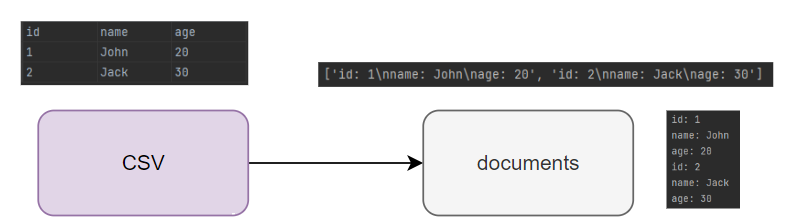 id name age
1 John 20
2 Jack 30
['id: 1\nname: John\nage: 20', 'id: 2\nname: Jack\nage: 30']
CSV
documents
id: 1
name: John
age: 20
id: 2
name: Jack
age: 30